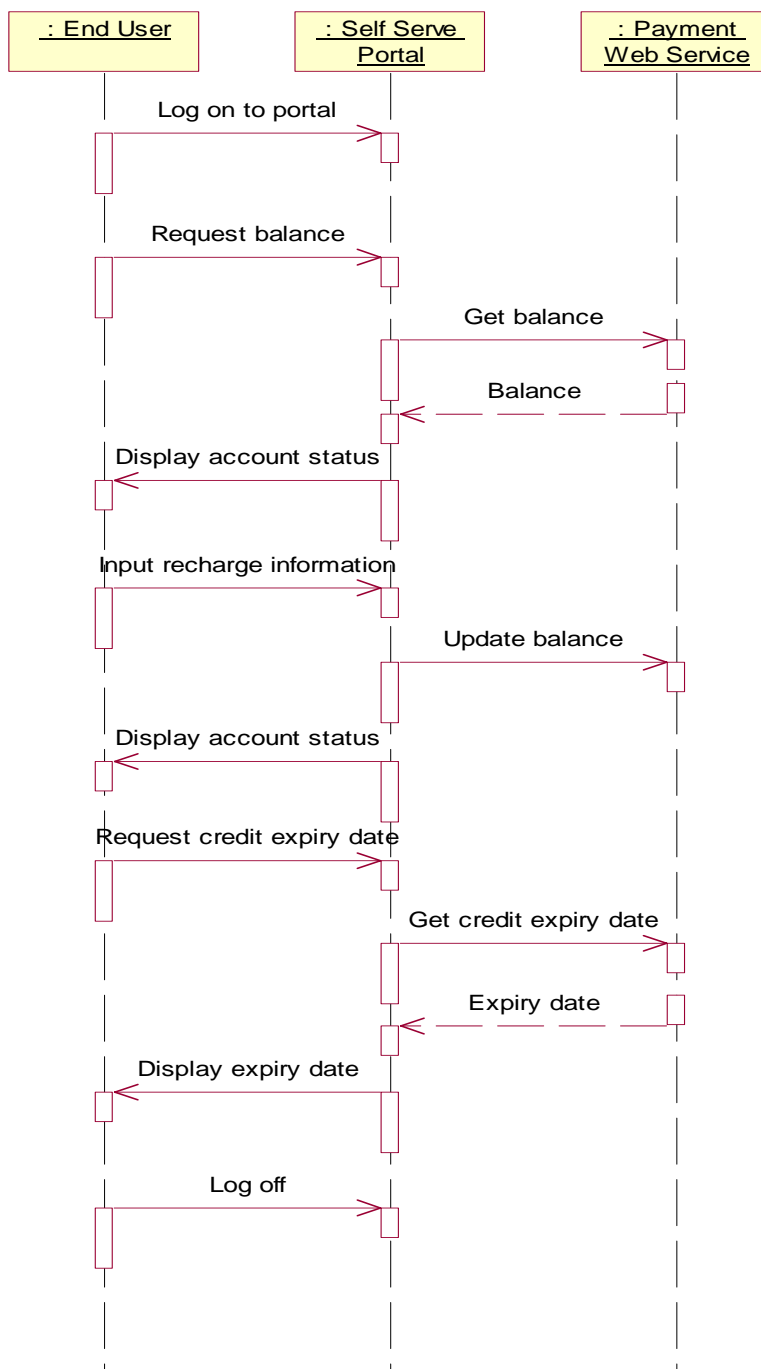 : End User
: Self Serve
Portal
: Payment
Web Service
Log on to portal
Request balance
Get balance
Balance
Display account status
Input recharge information
Update balance
Display account status
Request credit expiry date
Get credit expiry date
Expiry date
Display expiry date
Log off